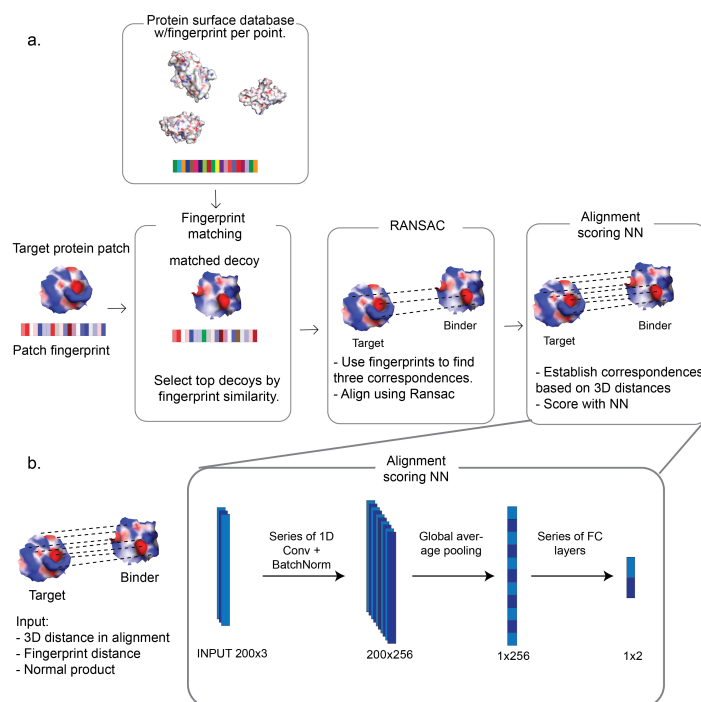 a.
Protein surface database
w/fingerprint per point.
Target protein patch
Patch fingerprint
Fingerprint
matching
matched decoy
Select top decoys by
fingerprint similarity.
RANSAC
Target
Binder
- Use fingerprints to find
three correspondences.
- Align using Ransac
Alignment
scoring NN
Target
Binder
- Establish correspondences
based on 3D distances
- Score with NN
b.
Target
Binder
Input:
- 3D distance in alignment
- Fingerprint distance
- Normal product
Alignment
scoring NN
INPUT 200x3
Series of 1D
Conv +
BatchNorm
200x256
Global aver-
age pooling
1x256
Series of FC
layers
1x2